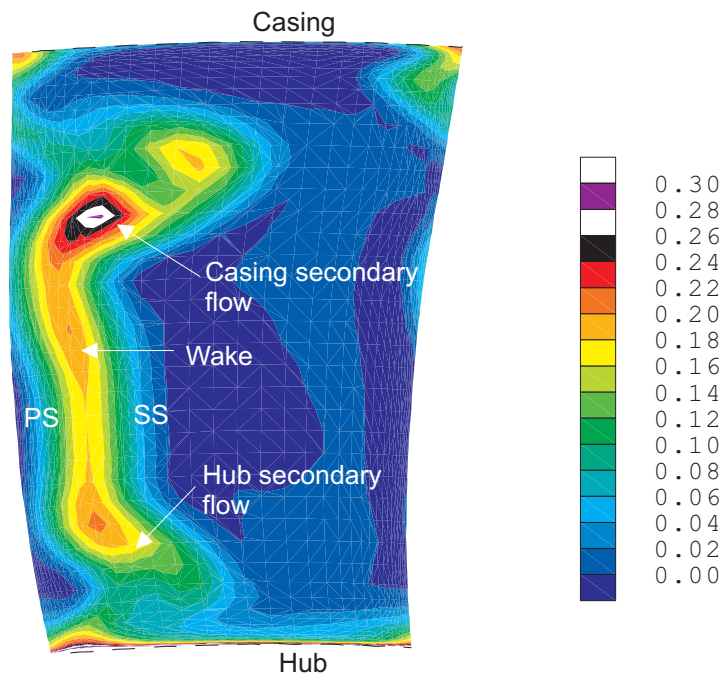 Casing
0.30
0.28
0.26
0.24
0.22
0.20
0.18
0.16
0.14
0.12
0.10
0.08
0.06
0.04
0.02
0.00
Casing secondary
flow
Wake
PS
SS
Hub secondary
flow
Hub